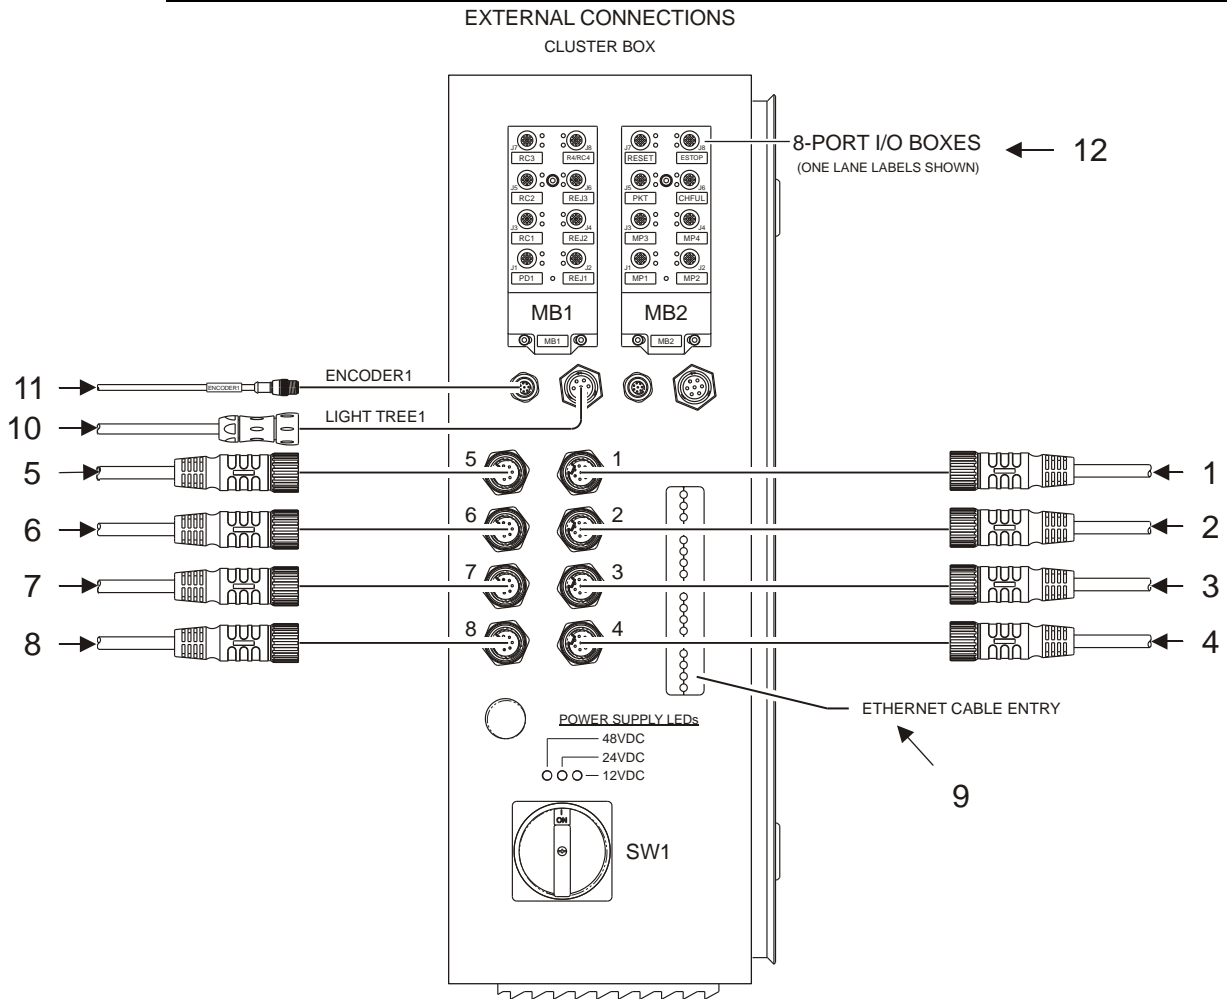 EXTERNAL CONNECTIONS
CLUSTER BOX
J7 J8 J7 J8
RC3 R4/RC4 RESET ESTOP
8-PORT I/O BOXES
(ONE LANE LABELS SHOWN)
12
J5 J6 J5 J6
RC2 REJ3 PKT CHFUL
J3 J4 J3 J4
RC1 REJ2 MP3 MP4
J1 J2 J1 J2
PD1 REJ1 MP1 MP2
MB1 MB2
MB1 MB2
11 ENCODER1 ENCODER1
10 LIGHT TREE1
5 5 1 1
6 6 2 2
7 7 3 3
8 8 4 4
ETHERNET CABLE ENTRY
9
POWER SUPPLY LEDs
48VDC
24VDC
12VDC
I
ON
SW1